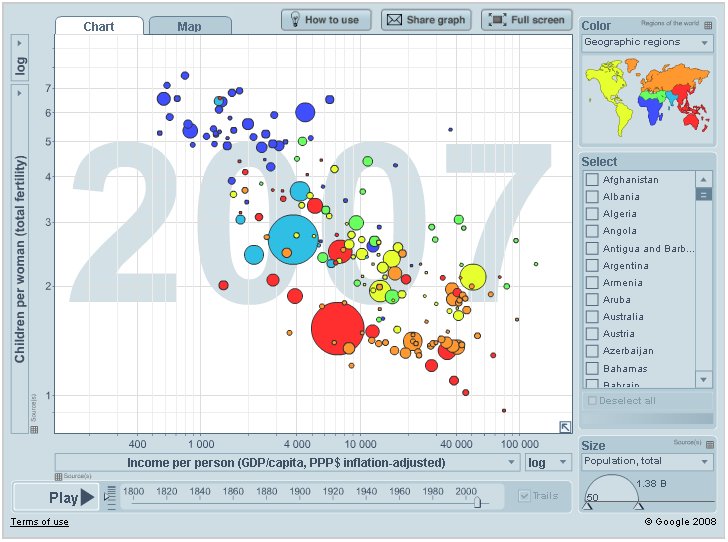 Chart
Map
How to use
Share graph
Full screen
Color
Regions of the world
Geographic regions
log
Children per woman (total fertility)
Source(s)
2007
7
6
5
4
3
2
1
400
1 000
4 000
10 000
40 000
100 000
Income per person (GDP/capita, PPP$ inflation-adjusted)
log
Source(s)
Select
Afghanistan
Albania
Algeria
Angola
Antigua and Barb...
Argentina
Armenia
Aruba
Australia
Austria
Azerbaijan
Bahamas
Bahrain
Deselect all
Size
Source(s)
Population, total
1.38 B
50
Play
1800
1820
1840
1860
1880
1900
1920
1940
1960
1980
2000
Trails
Terms of use
© Google 2008